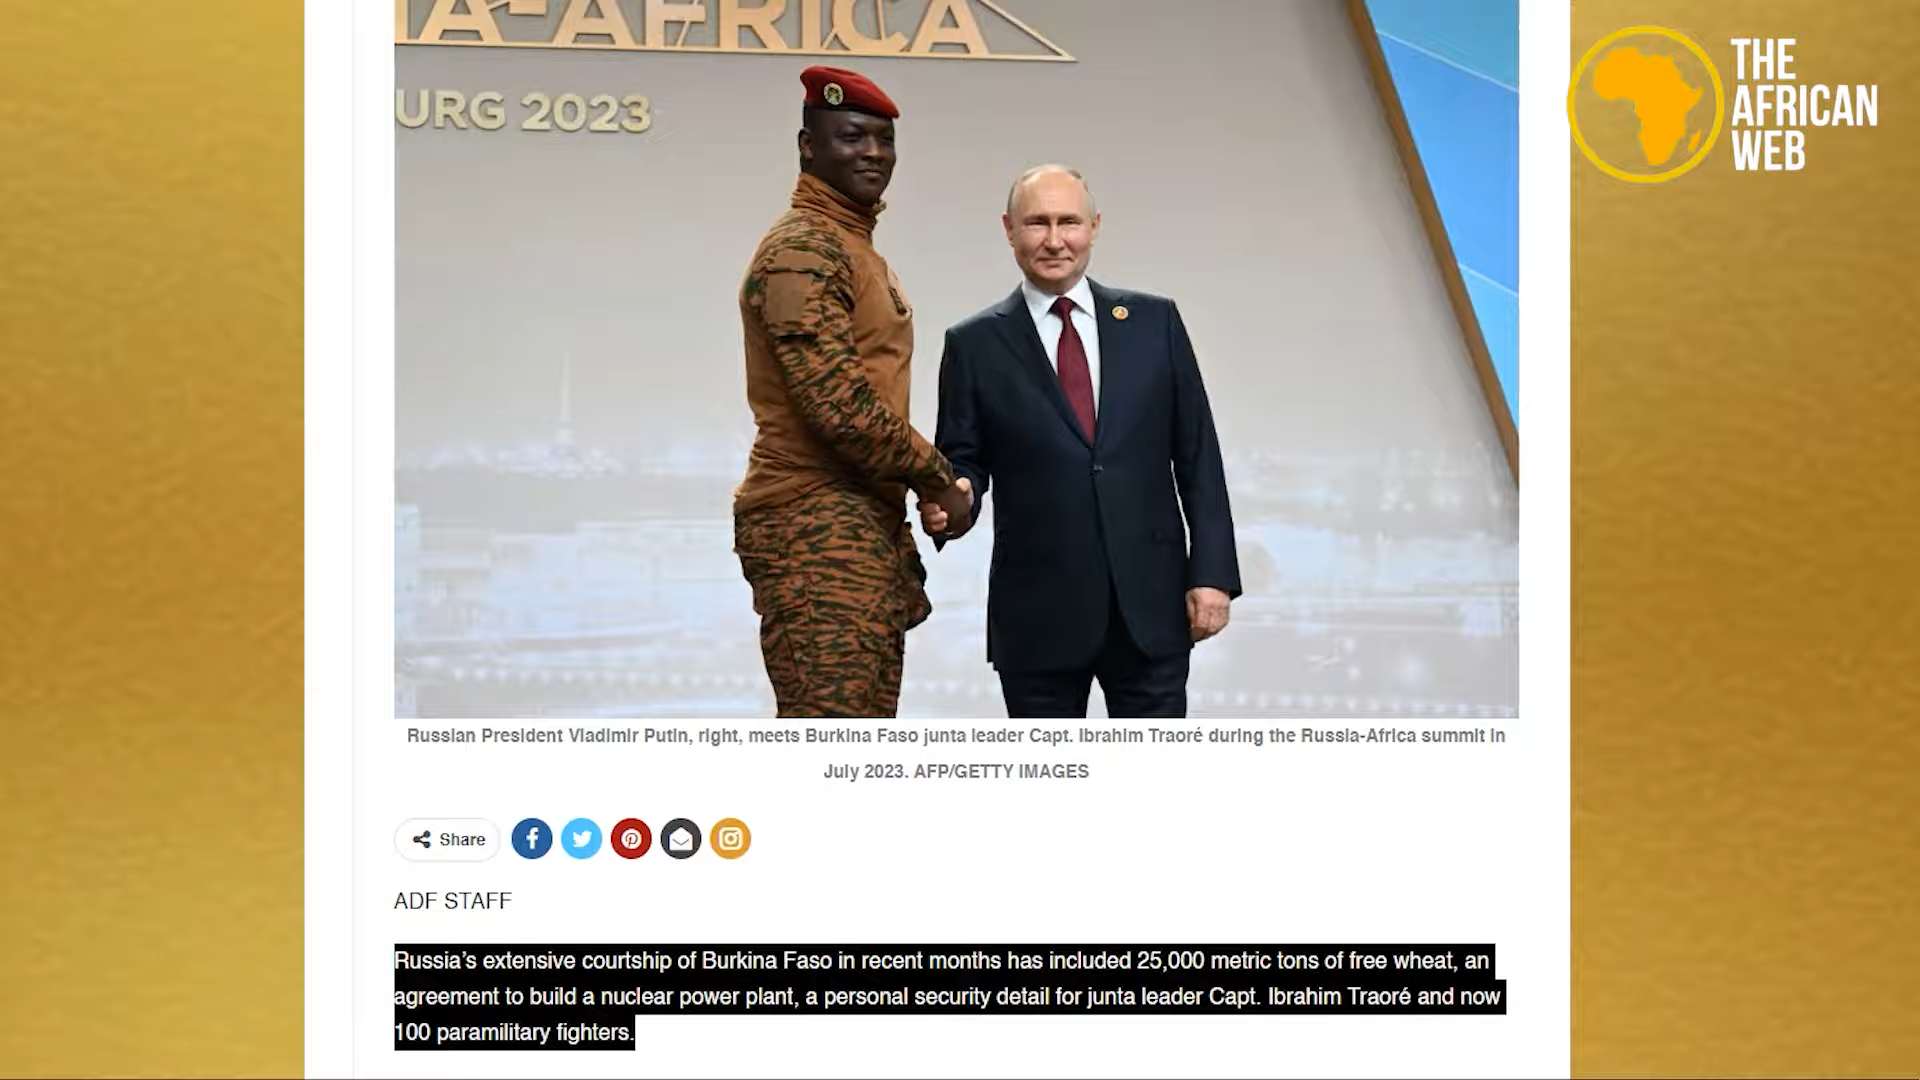 IA-AFRICA
URG 2023
THE
AFRICAN
WEB
Russian President Vladimir Putin, right, meets Burkina Faso junta leader Capt. Ibrahim Traoré during the Russia-Africa summit in
July 2023. AFP/GETTY IMAGES
Share
ADF STAFF
Russia’s extensive courtship of Burkina Faso in recent months has included 25,000 metric tons of free wheat, an
agreement to build a nuclear power plant, a personal security detail for junta leader Capt. Ibrahim Traoré and now
100 paramilitary fighters.